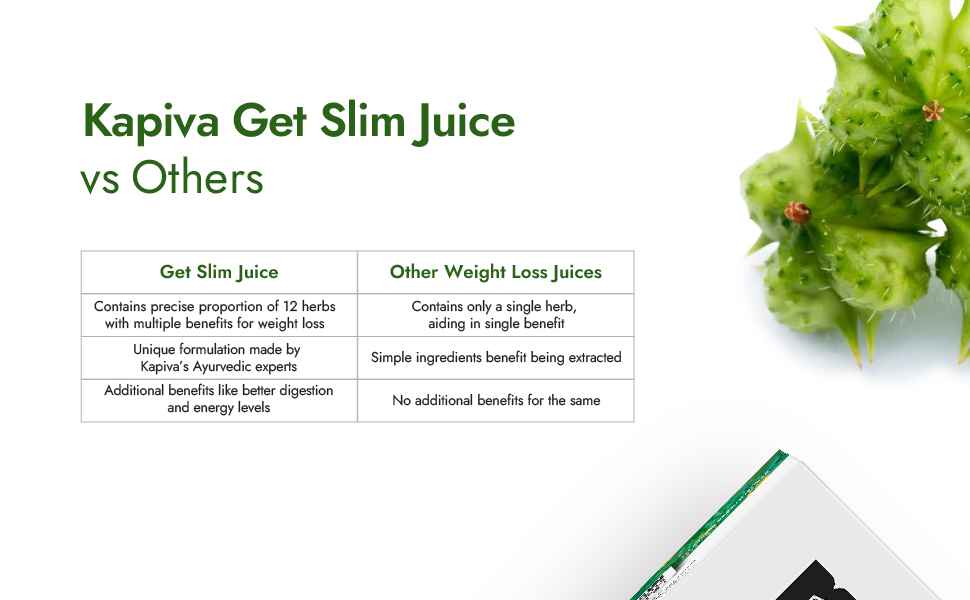 Kapiva Get Slim Juice
vs Others
Get Slim Juice
Other Weight Loss Juices
Contains precise proportion of 12 herbs
with multiple benefits for weight loss
Contains only a single herb,
aiding in single benefit
Unique formulation made by
Kapiva's Ayurvedic experts
Simple ingredients benefit being extracted
Additional benefits like better digestion
and energy levels
No additional benefits for the same